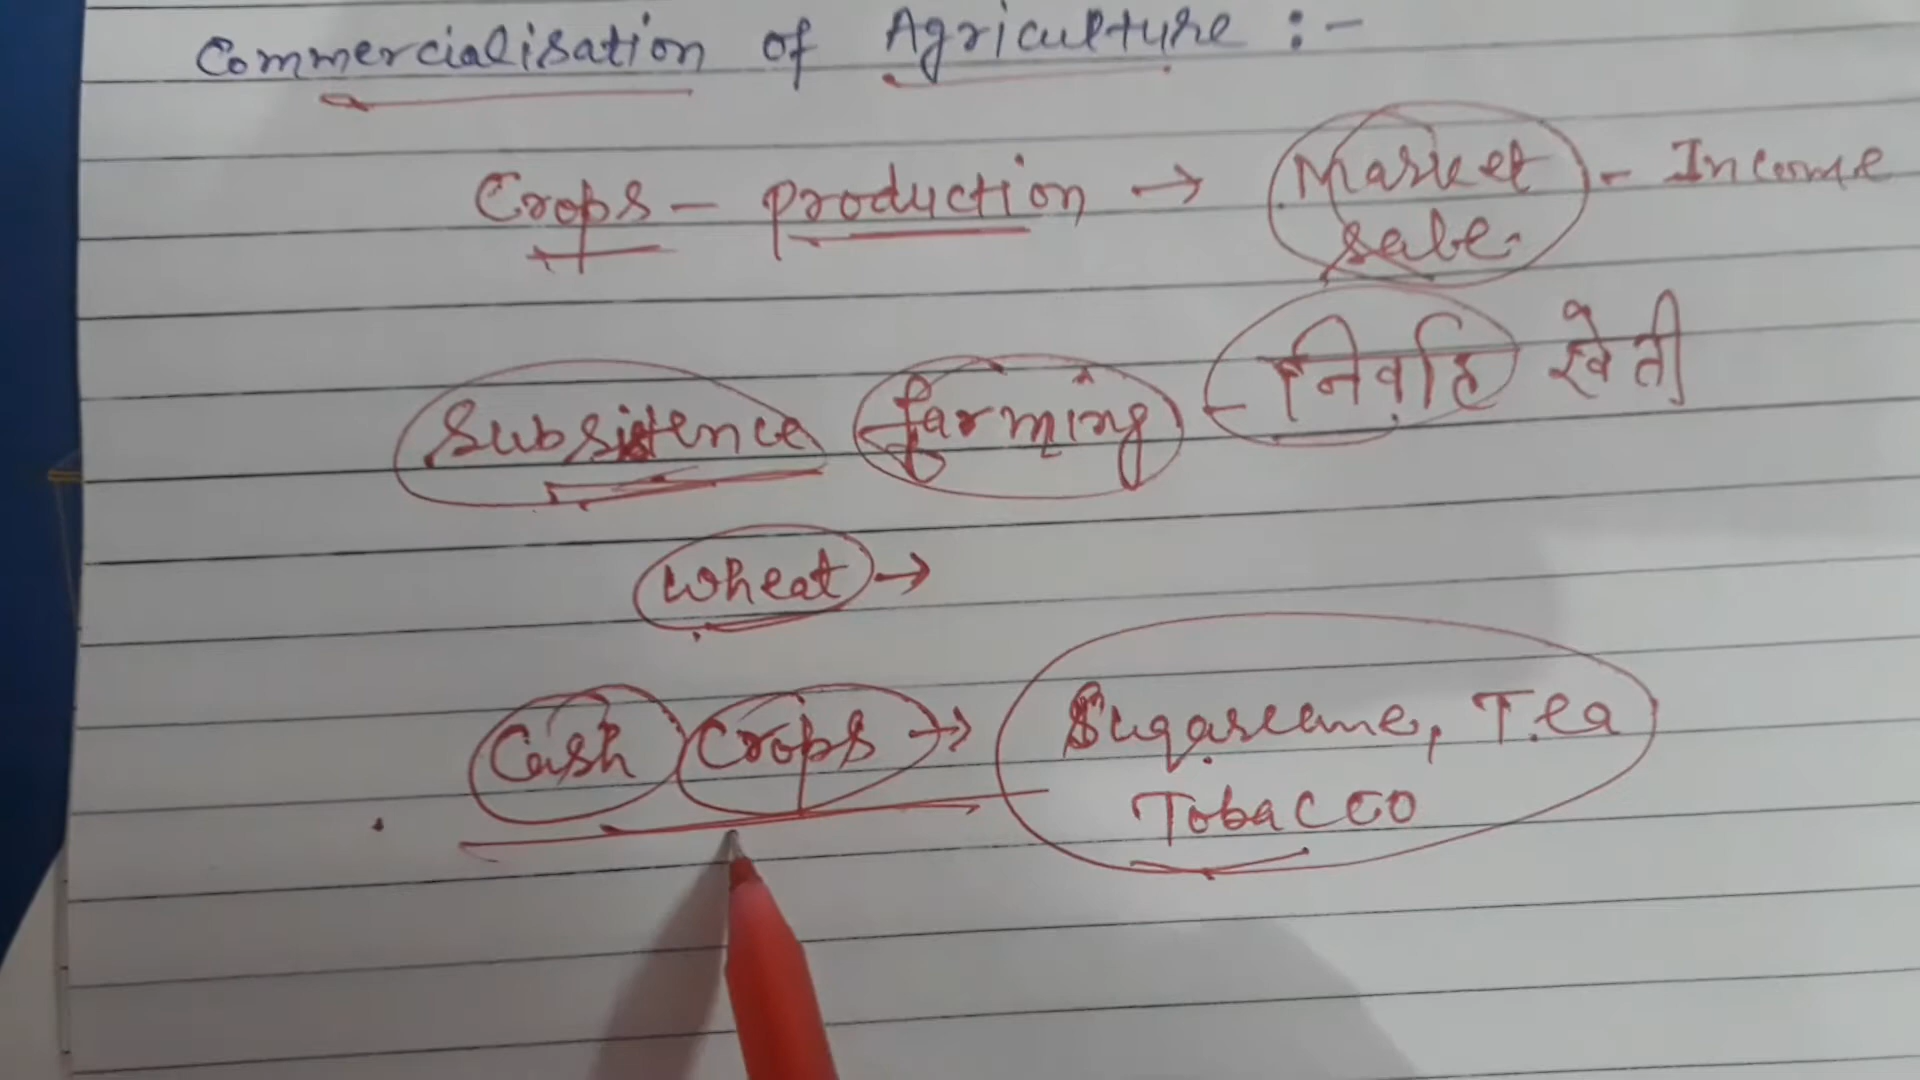 Commercialisation of Agriculture :-
Crops - production → Market - Income
sale.
Subsistence farming - निर्वाह खेती
Wheat →
Cash Crops → Sugarcane, Tea
Tobacco